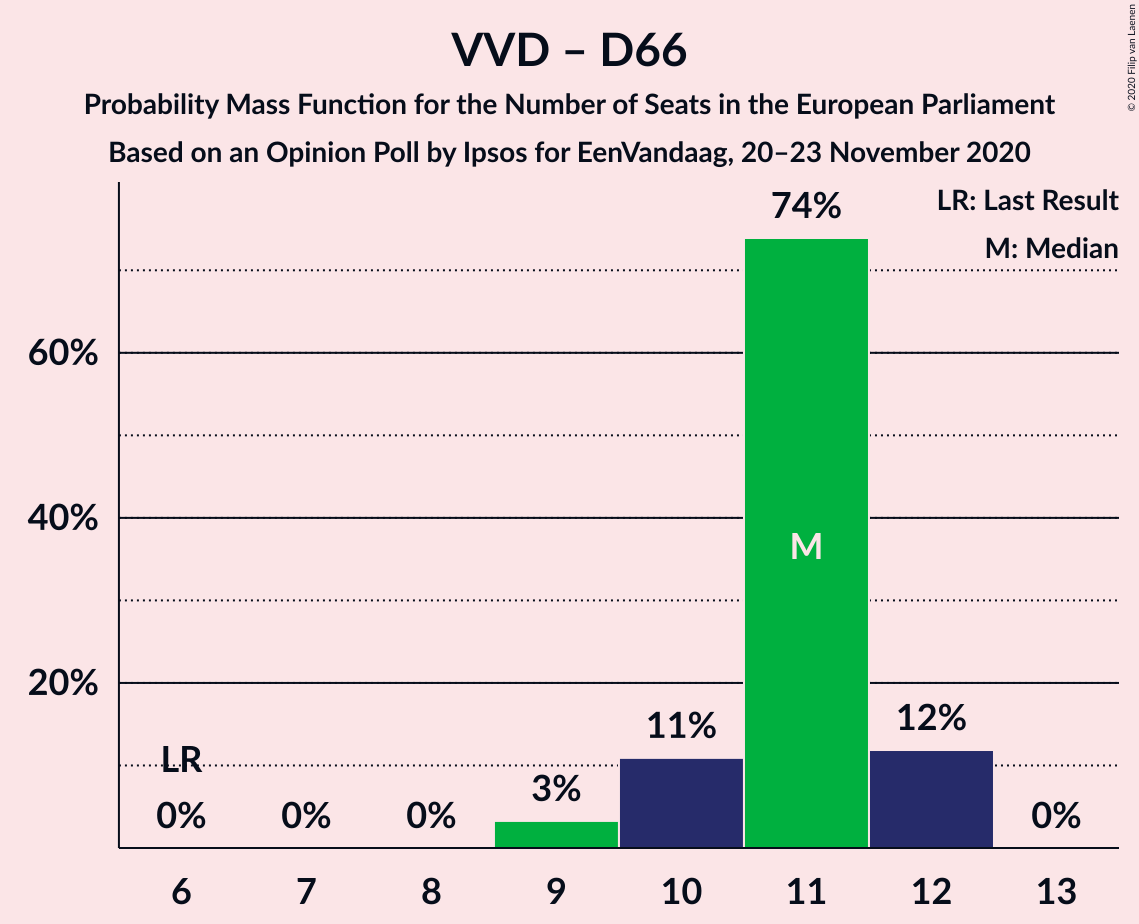 VVD – D66
Probability Mass Function for the Number of Seats in the European Parliament
Based on an Opinion Poll by Ipsos for EenVandaag, 20–23 November 2020
© 2020 Filip van Laenen
LR: Last Result
M: Median
74%
60%
40%
20%
M
LR
0%
0%
0%
3%
11%
12%
0%
6
7
8
9
10
11
12
13